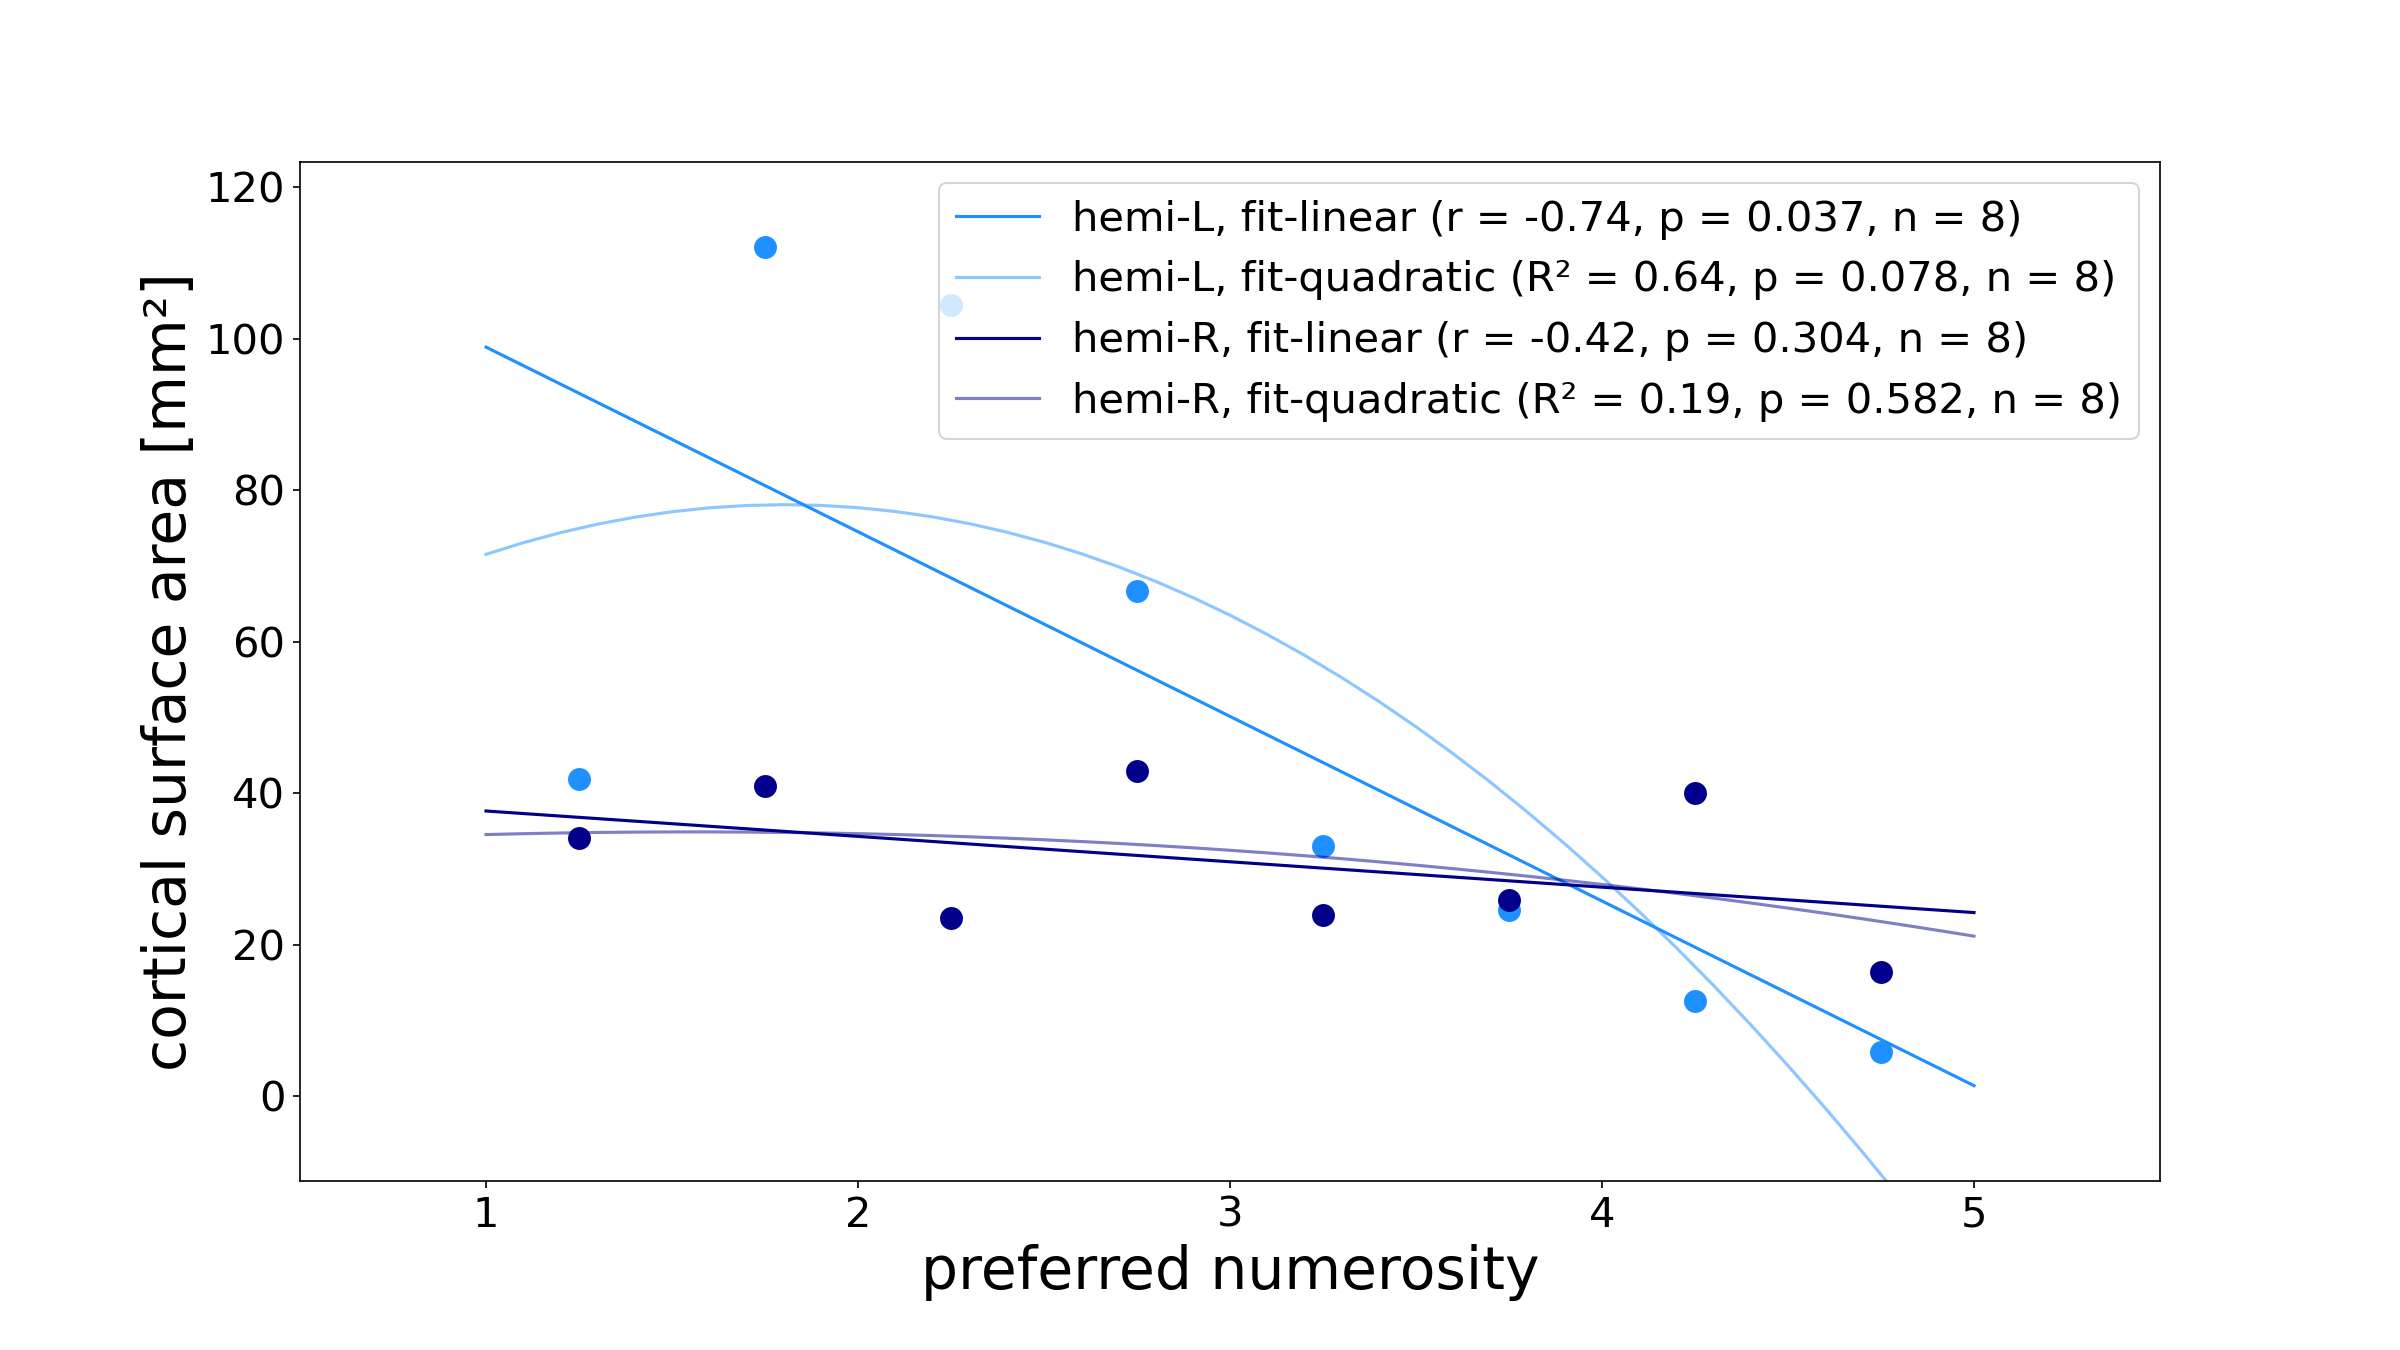 120
100
80
60
40
20
0
cortical surface area [mm²]
hemi-L, fit-linear (r = -0.74, p = 0.037, n = 8)
hemi-L, fit-quadratic (R² = 0.64, p = 0.078, n = 8)
hemi-R, fit-linear (r = -0.42, p = 0.304, n = 8)
hemi-R, fit-quadratic (R² = 0.19, p = 0.582, n = 8)
1 2 3 4 5
preferred numerosity